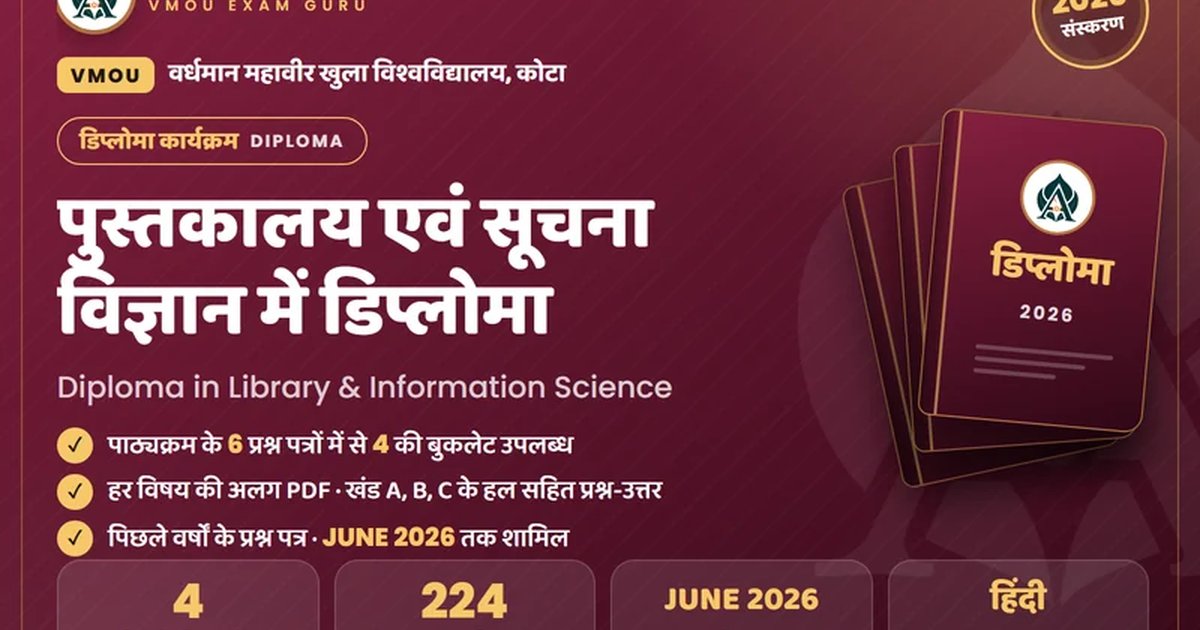 VMOU EXAM GURU
2026
संस्करण
VMOU वर्धमान महावीर खुला विश्वविद्यालय, कोटा
डिप्लोमा कार्यक्रम DIPLOMA
पुस्तकालय एवं सूचना
विज्ञान में डिप्लोमा
Diploma in Library & Information Science
✓ पाठ्यक्रम के 6 प्रश्न पत्रों में से 4 की बुकलेट उपलब्ध
✓ हर विषय की अलग PDF · खंड A, B, C के हल सहित प्रश्न-उत्तर
✓ पिछले वर्षों के प्रश्न पत्र · JUNE 2026 तक शामिल
डिप्लोमा
2026
4
224
JUNE 2026
हिंदी